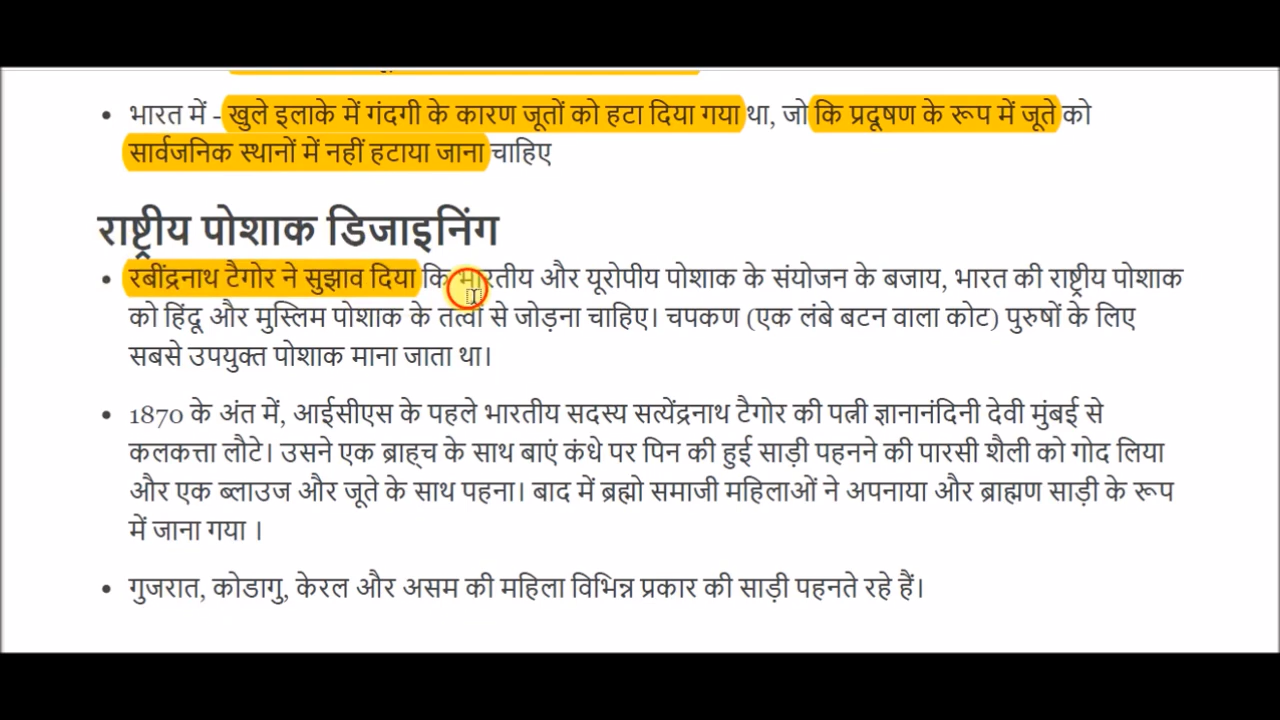 भारत में - खुले इलाके में गंदगी के कारण जूतों को हटा दिया गया था, जो कि प्रदूषण के रूप में जूते को
सार्वजनिक स्थानों में नहीं हटाया जाना चाहिए
राष्ट्रीय पोशाक डिजाइनिंग
रबींद्रनाथ टैगोर ने सुझाव दिया कि भारतीय और यूरोपीय पोशाक के संयोजन के बजाय, भारत की राष्ट्रीय पोशाक
को हिंदू और मुस्लिम पोशाक के तत्वों से जोड़ना चाहिए। चपकण (एक लंबे बटन वाला कोट) पुरुषों के लिए
सबसे उपयुक्त पोशाक माना जाता था।
1870 के अंत में, आईसीएस के पहले भारतीय सदस्य सत्येंद्रनाथ टैगोर की पत्नी ज्ञानानंदिनी देवी मुंबई से
कलकत्ता लौटे। उसने एक ब्राह्च के साथ बाएं कंधे पर पिन की हुई साड़ी पहनने की पारसी शैली को गोद लिया
और एक ब्लाउज और जूते के साथ पहना। बाद में ब्रह्मो समाजी महिलाओं ने अपनाया और ब्राह्मण साड़ी के रूप
में जाना गया ।
गुजरात, कोडागु, केरल और असम की महिला विभिन्न प्रकार की साड़ी पहनते रहे हैं।